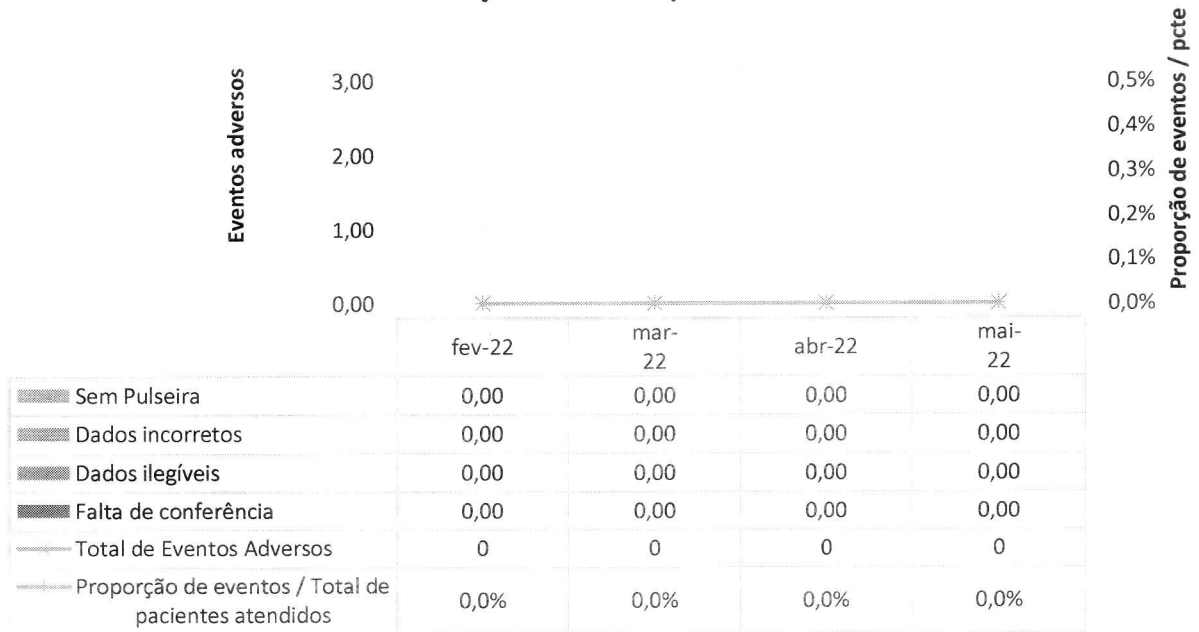 Eventos adversos
3,00
2,00
1,00
0,00
0,5%
0,4%
0,3%
0,2%
0,1%
0,0%
Proporção de eventos / pcte
fev-22 mar- abr-22 mai-
22 22
Sem Pulseira 0,00 0,00 0,00 0,00
Dados incorretos 0,00 0,00 0,00 0,00
Dados ilegíveis 0,00 0,00 0,00 0,00
Falta de conferência 0,00 0,00 0,00 0,00
Total de Eventos Adversos 0 0 0 0
Proporção de eventos / Total de
pacientes atendidos 0,0% 0,0% 0,0% 0,0%